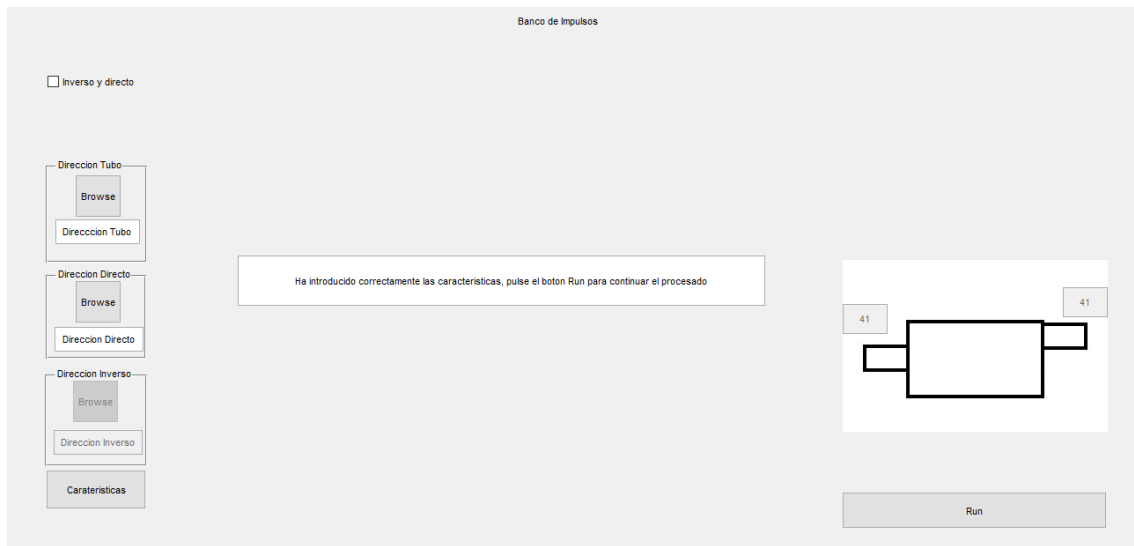 Banco de Impulsos
Inverso y directo
Direccion Tubo
Browse
Direcccion Tubo
Direccion Directo
Browse
Direccion Directo
Direccion Inverso
Browse
Direccion Inverso
Carateristicas
Ha introducido correctamente las caracteristicas, pulse el boton Run para continuar el procesado
41
41
Run